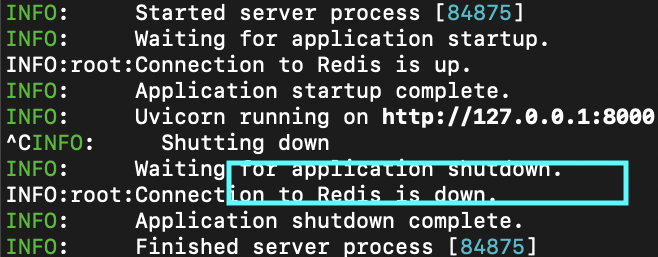 INFO:     Started server process [84875]
INFO:     Waiting for application startup.
INFO:root:Connection to Redis is up.
INFO:     Application startup complete.
INFO:     Uvicorn running on http://127.0.0.1:8000
^CINFO:     Shutting down
INFO:     Waiting for application shutdown.
INFO:root:Connection to Redis is down.
INFO:     Application shutdown complete.
INFO:     Finished server process [84875]